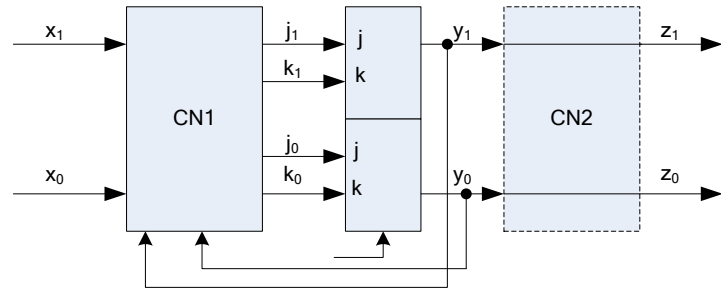 x₁ j₁ j y₁ z₁
k₁ k
CN1 CN2
j₀ j
x₀ k₀ k y₀ z₀